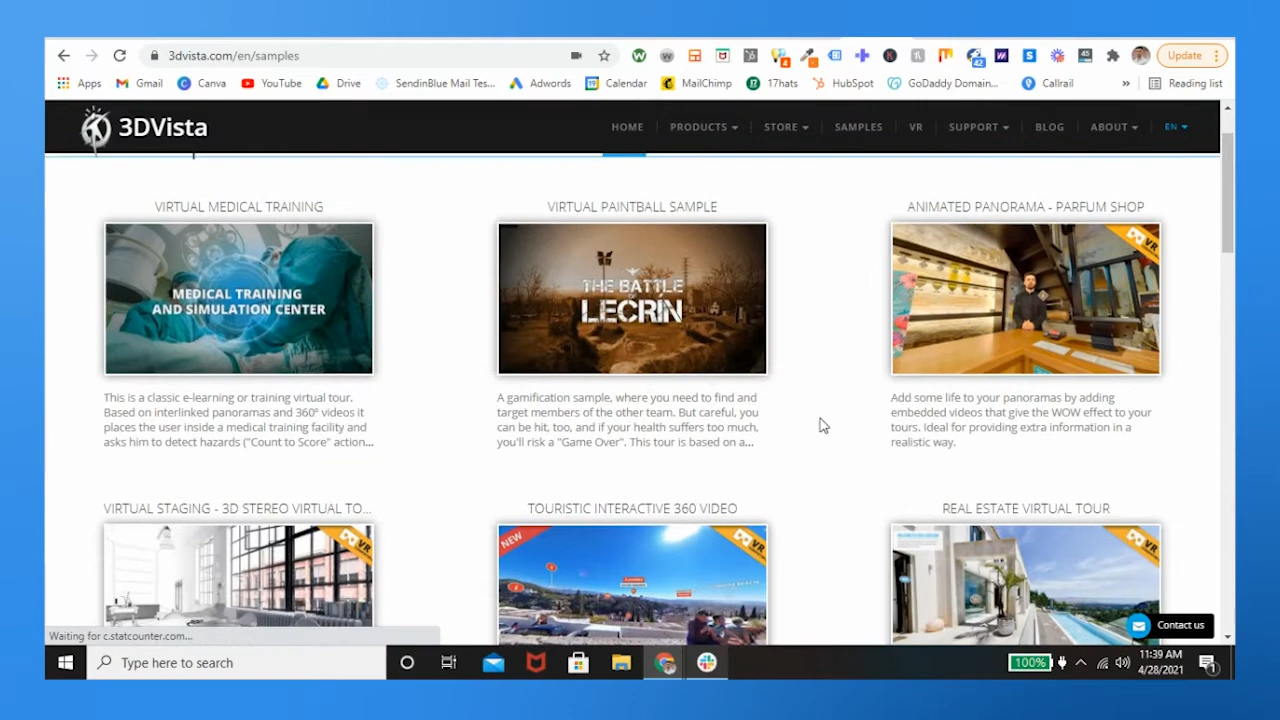 3dvista.com/en/samples
Update
Apps
Gmail
Canva
YouTube
Drive
SendinBlue Mail Tes...
Adwords
Calendar
MailChimp
17hats
HubSpot
GoDaddy Domain...
Callrail
»
Reading list
3DVista
HOME
PRODUCTS
STORE
SAMPLES
VR
SUPPORT
BLOG
ABOUT
EN
VIRTUAL MEDICAL TRAINING
MEDICAL TRAINING
AND SIMULATION CENTER
This is a classic e-learning or training virtual tour.
Based on interlinked panoramas and 360º videos it
places the user inside a medical training facility and
asks him to detect hazards ("Count to Score" action...
VIRTUAL PAINTBALL SAMPLE
THE BATTLE
LECRÍN
A gamification sample, where you need to find and
target members of the other team. But careful, you
can be hit, too, and if your health suffers too much,
you'll risk a "Game Over". This tour is based on a...
ANIMATED PANORAMA - PARFUM SHOP
VR
Add some life to your panoramas by adding
embedded videos that give the WOW effect to your
tours. Ideal for providing extra information in a
realistic way.
VIRTUAL STAGING - 3D STEREO VIRTUAL TO...
VR
TOURISTIC INTERACTIVE 360 VIDEO
NEW
VR
REAL ESTATE VIRTUAL TOUR
VR
Contact us
Waiting for c.statcounter.com...
Type here to search
100%
11:39 AM
4/28/2021